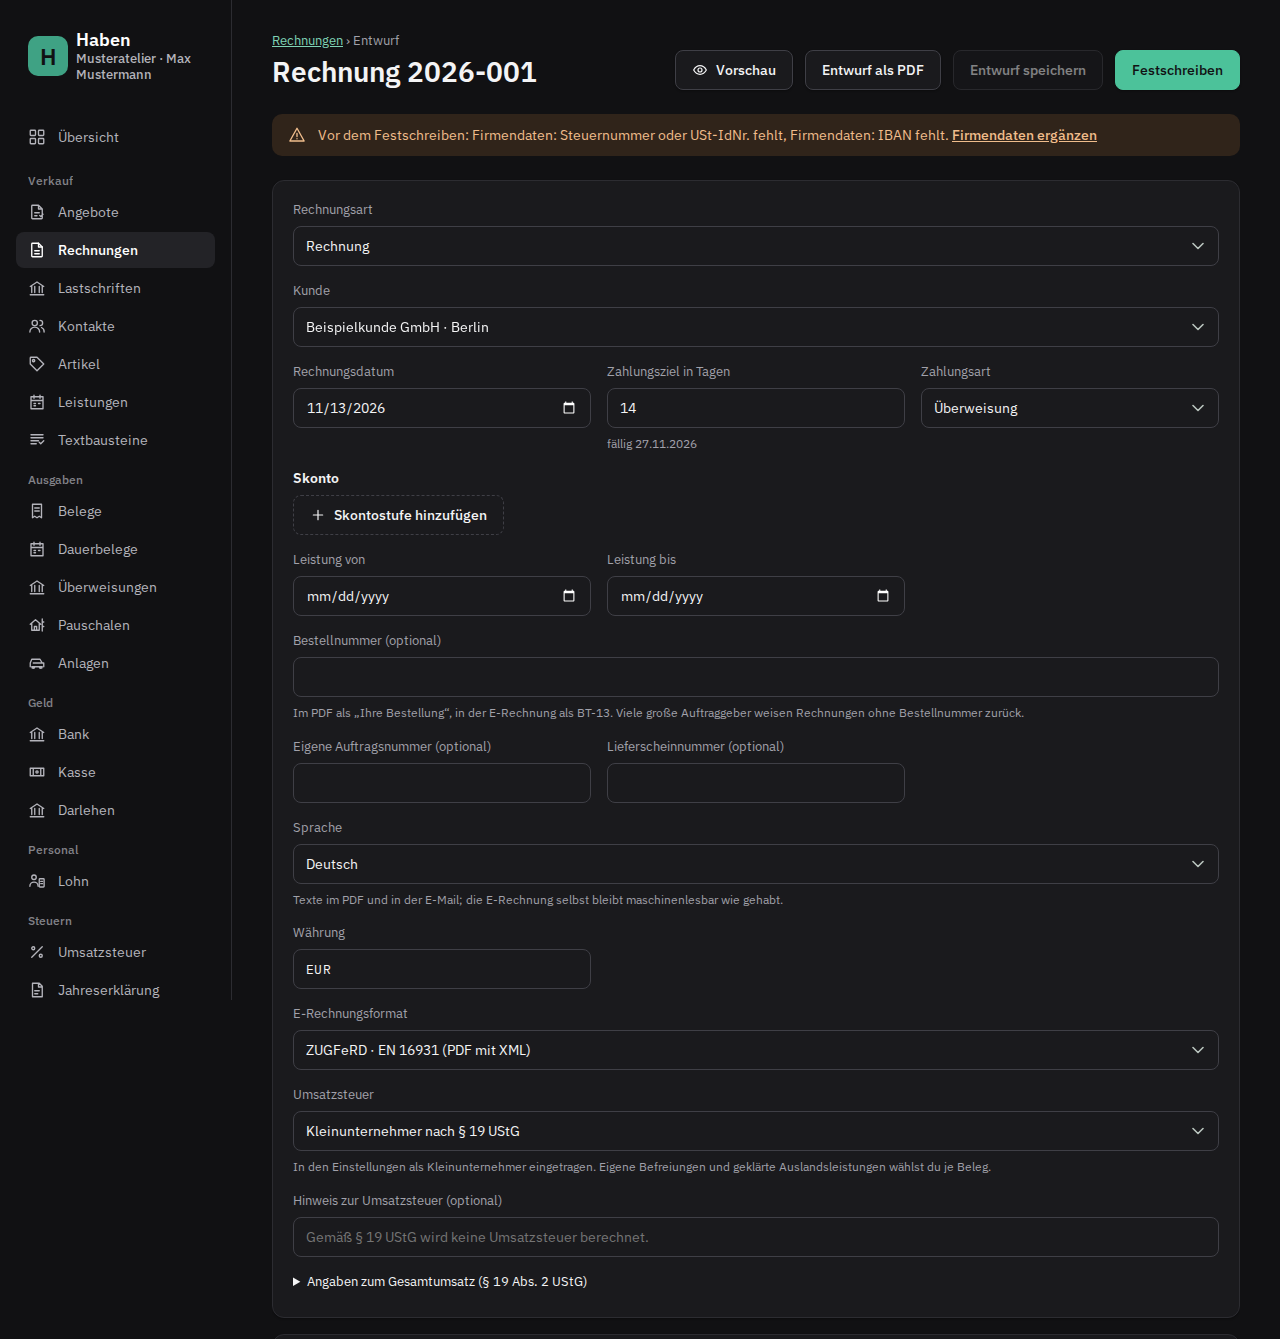 H
Haben
Musteratelier · Max
Mustermann
Übersicht
Verkauf
Angebote
Rechnungen
Lastschriften
Kontakte
Artikel
Leistungen
Textbausteine
Ausgaben
Belege
Dauerbelege
Überweisungen
Pauschalen
Anlagen
Geld
Bank
Kasse
Darlehen
Personal
Lohn
Steuern
Umsatzsteuer
Jahreserklärung
Rechnungen › Entwurf
Rechnung 2026-001
Vorschau
Entwurf als PDF
Entwurf speichern
Festschreiben
Vor dem Festschreiben: Firmendaten: Steuernummer oder USt-IdNr. fehlt, Firmendaten: IBAN fehlt. Firmendaten ergänzen
Rechnungsart
Rechnung
Kunde
Beispielkunde GmbH · Berlin
Rechnungsdatum
Zahlungsziel in Tagen
Zahlungsart
11/13/2026
14
Überweisung
fällig 27.11.2026
Skonto
Skontostufe hinzufügen
Leistung von
Leistung bis
mm/dd/yyyy
mm/dd/yyyy
Bestellnummer (optional)
Im PDF als „Ihre Bestellung“, in der E-Rechnung als BT-13. Viele große Auftraggeber weisen Rechnungen ohne Bestellnummer zurück.
Eigene Auftragsnummer (optional)
Lieferscheinnummer (optional)
Sprache
Deutsch
Texte im PDF und in der E-Mail; die E-Rechnung selbst bleibt maschinenlesbar wie gehabt.
Währung
EUR
E-Rechnungsformat
ZUGFeRD · EN 16931 (PDF mit XML)
Umsatzsteuer
Kleinunternehmer nach § 19 UStG
In den Einstellungen als Kleinunternehmer eingetragen. Eigene Befreiungen und geklärte Auslandsleistungen wählst du je Beleg.
Hinweis zur Umsatzsteuer (optional)
Gemäß § 19 UStG wird keine Umsatzsteuer berechnet.
Angaben zum Gesamtumsatz (§ 19 Abs. 2 UStG)